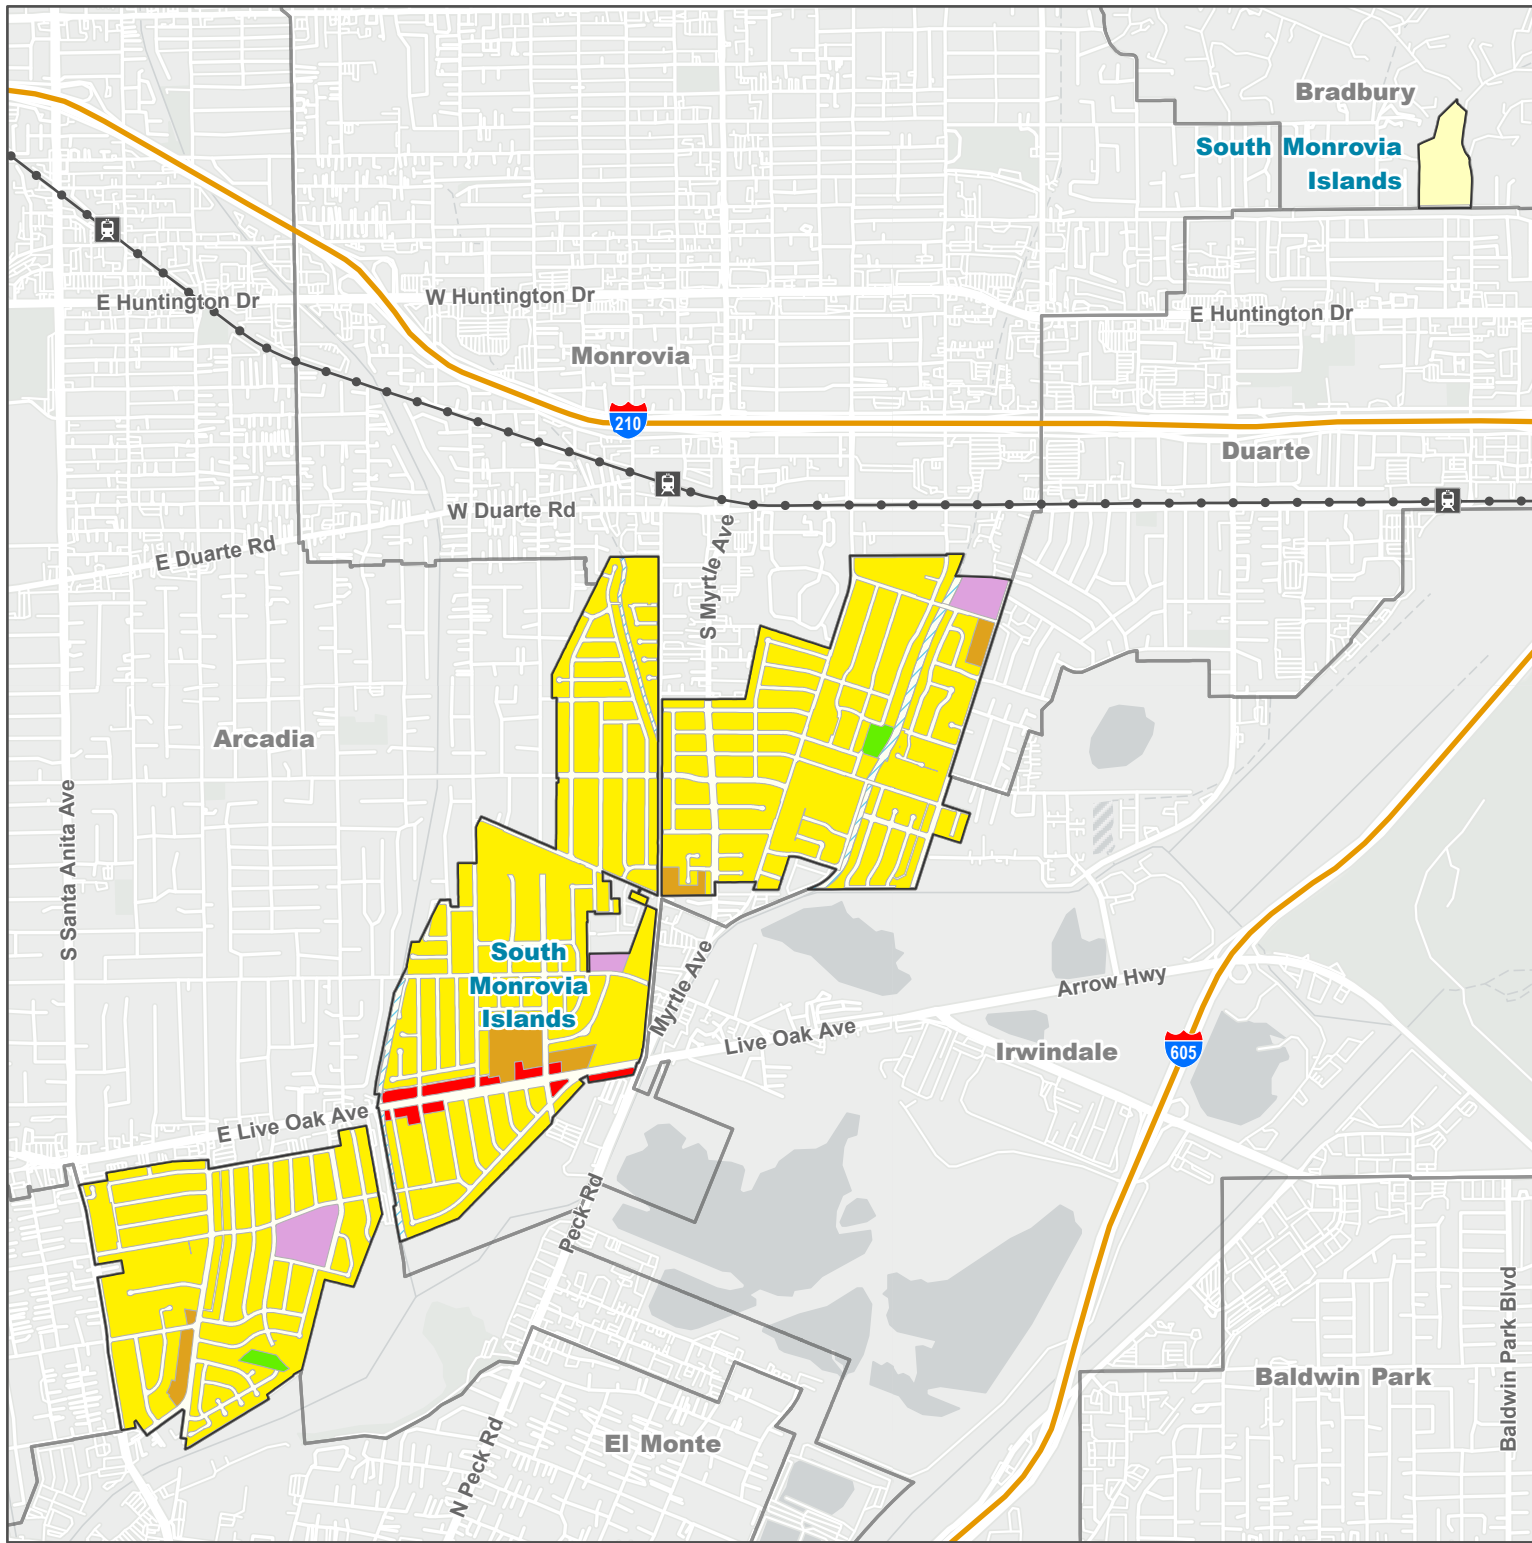 Bradbury
South Monrovia
Islands
E Huntington Dr
W Huntington Dr
E Huntington Dr
Monrovia
210
Duarte
W Duarte Rd
E Duarte Rd
S Myrtle Ave
Arcadia
S Santa Anita Ave
South
Monrovia
Islands
Myrtle Ave
Arrow Hwy
Live Oak Ave
Irwindale
605
E Live Oak Ave
Peck Rd
Baldwin Park Blvd
Baldwin Park
El Monte
N Peck Rd